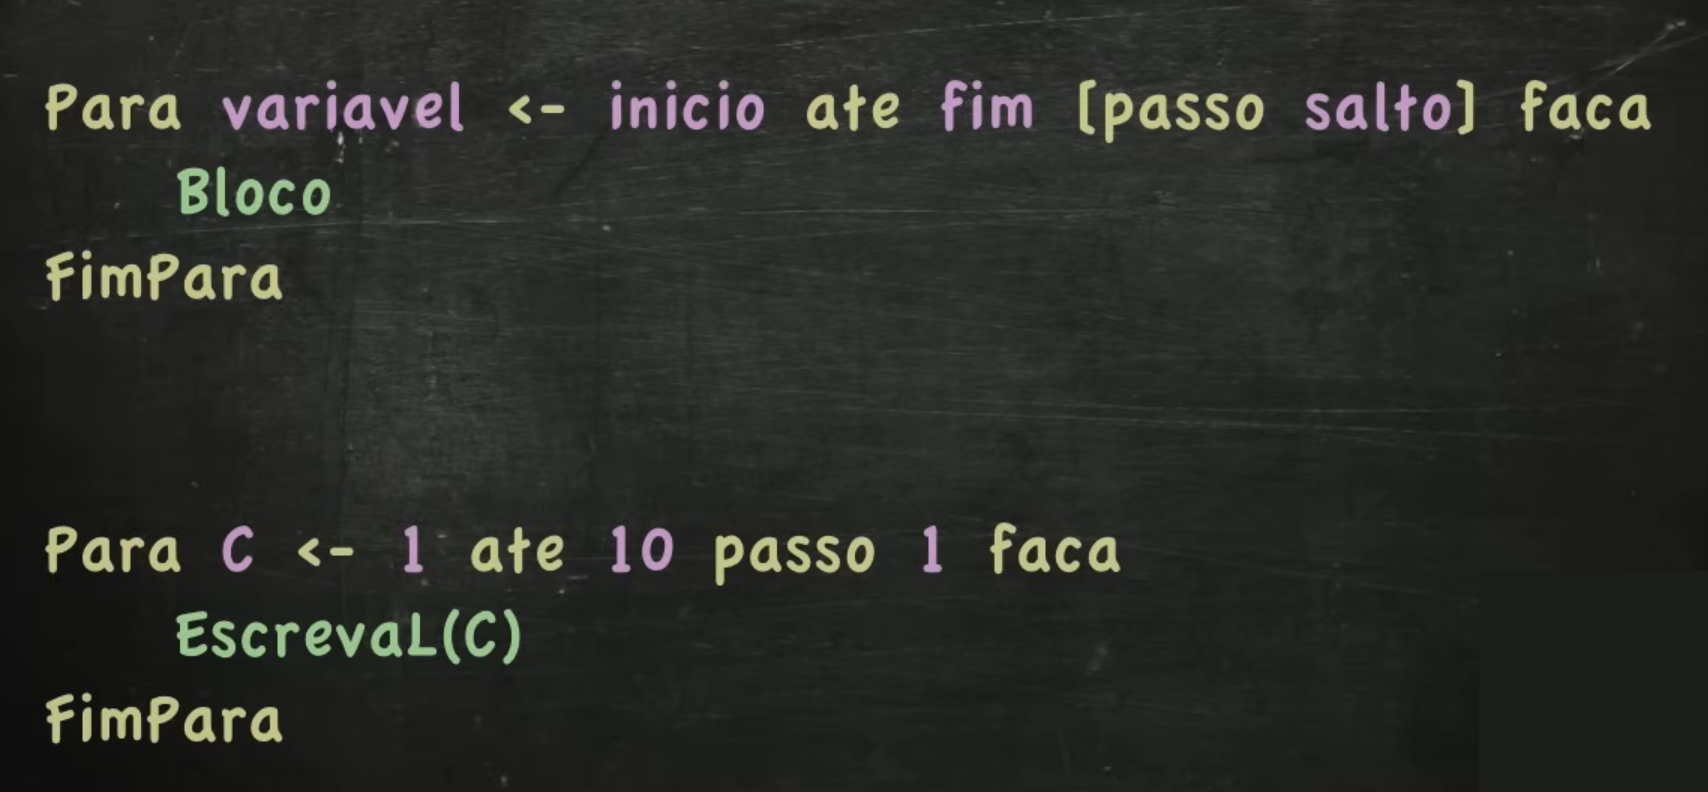 Para variavel <- inicio ate fim [passo salto] faca
Bloco
FimPara
Para C <- 1 ate 10 passo 1 faca
EscrevaL(C)
FimPara